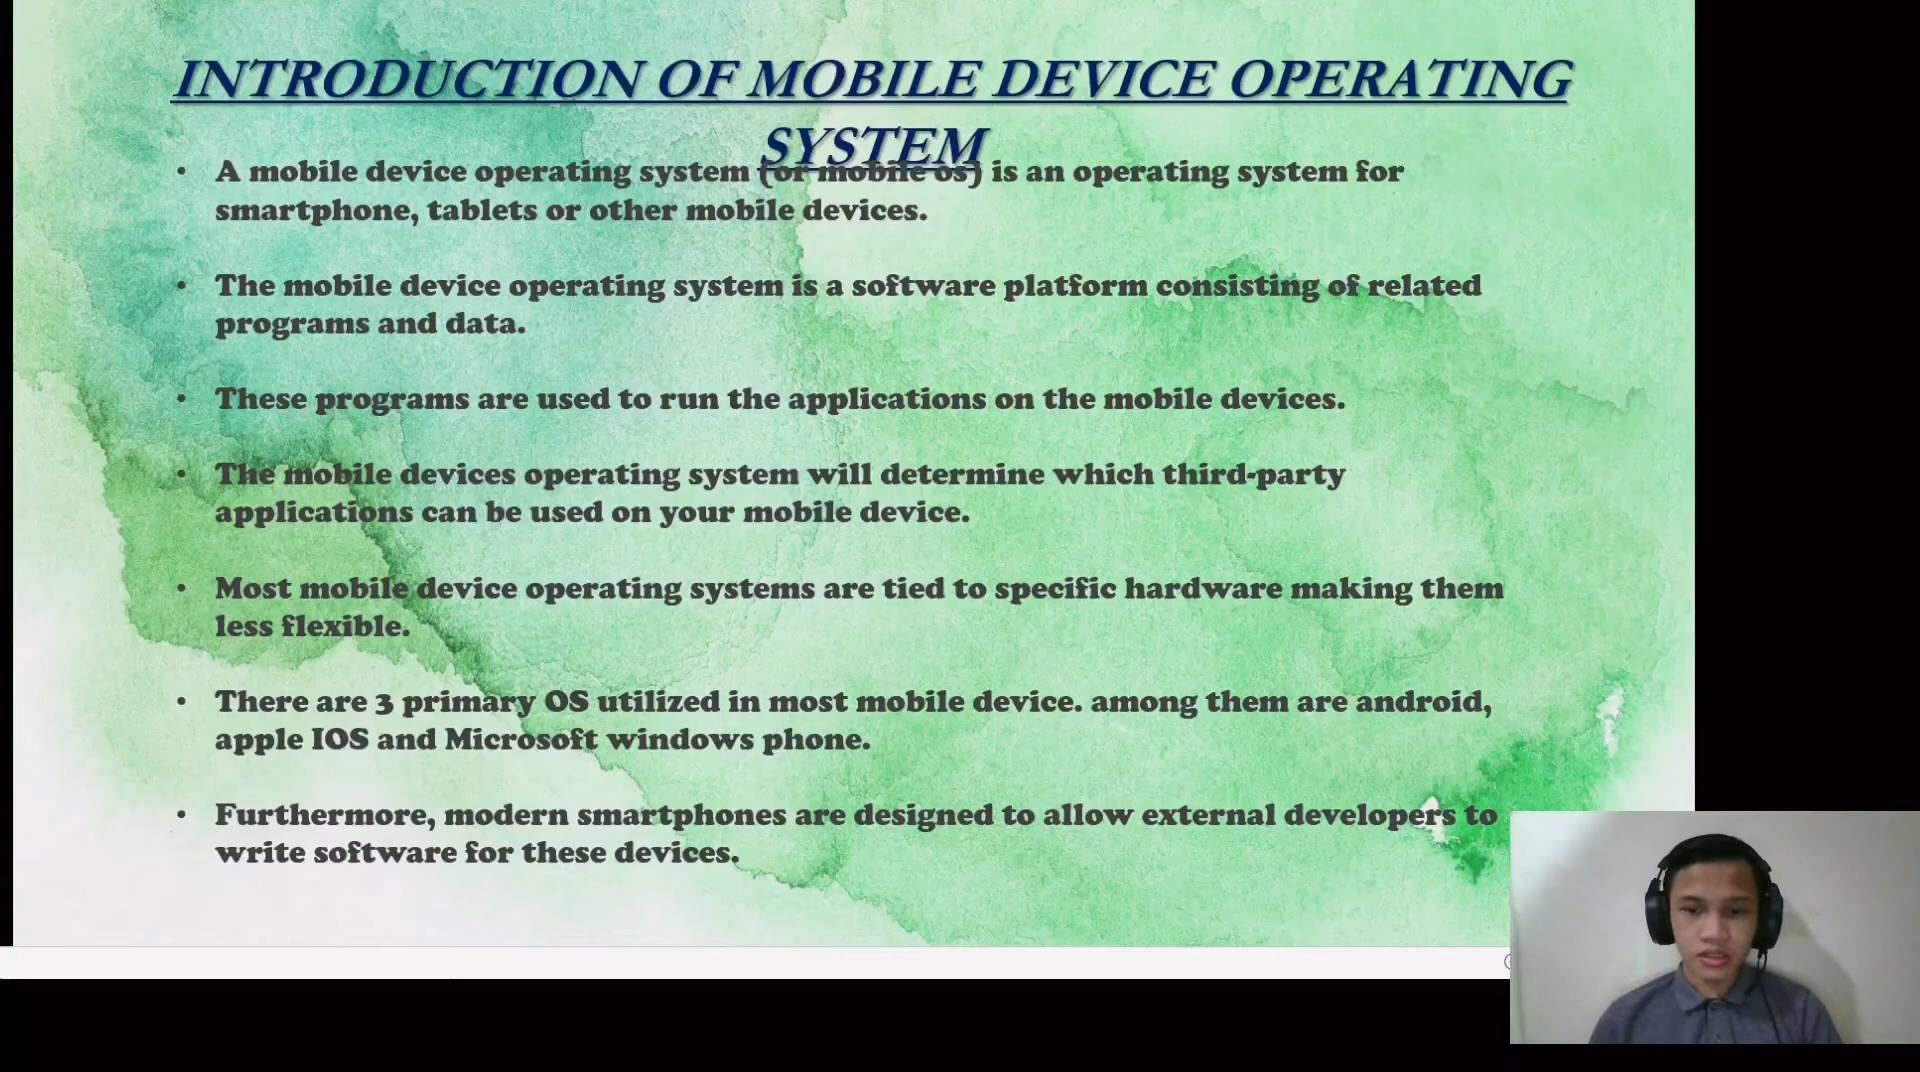 INTRODUCTION OF MOBILE DEVICE OPERATING
SYSTEM
• A mobile device operating system (or mobile os) is an operating system for
smartphone, tablets or other mobile devices.
• The mobile device operating system is a software platform consisting of related
programs and data.
• These programs are used to run the applications on the mobile devices.
• The mobile devices operating system will determine which third-party
applications can be used on your mobile device.
• Most mobile device operating systems are tied to specific hardware making them
less flexible.
• There are 3 primary OS utilized in most mobile device. among them are android,
apple IOS and Microsoft windows phone.
• Furthermore, modern smartphones are designed to allow external developers to
write software for these devices.